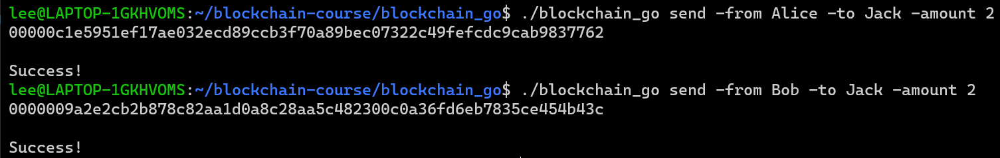 lee@LAPTOP-1GKHVOMS:~/blockchain-course/blockchain_go$ ./blockchain_go send -from Alice -to Jack -amount 2
00000c1e5951ef17ae032ecd89ccb3f70a89bec07322c49fefcdc9cab9837762
Success!
lee@LAPTOP-1GKHVOMS:~/blockchain-course/blockchain_go$ ./blockchain_go send -from Bob -to Jack -amount 2
0000009a2e2cb2b878c82aa1d0a8c28aa5c482300c0a36fd6eb7835ce454b43c
Success!